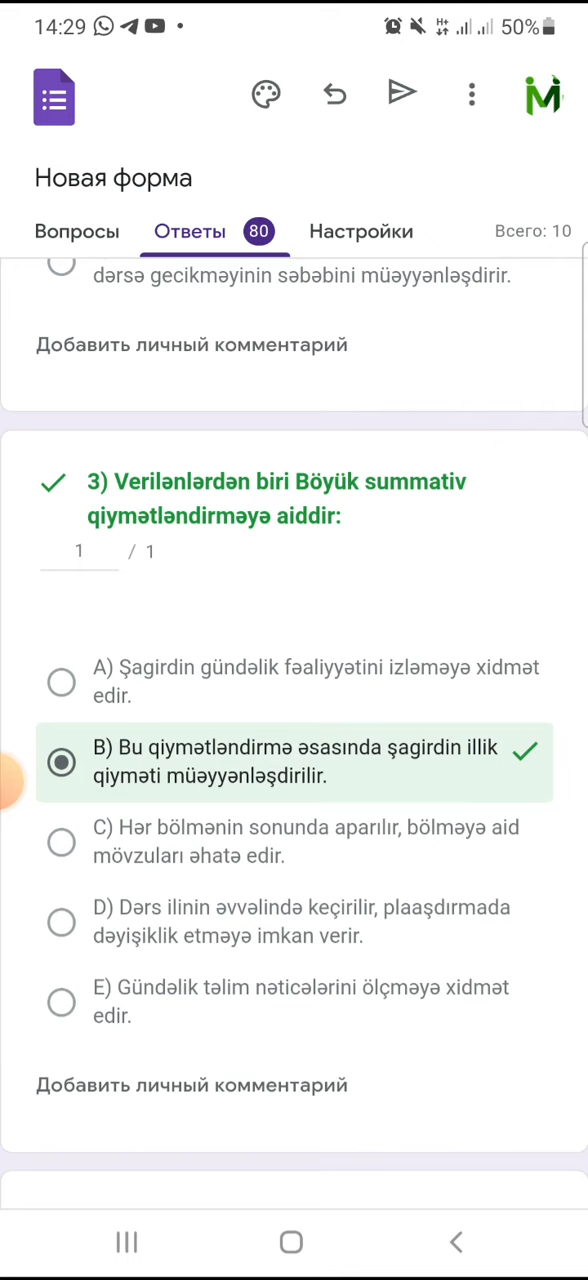 14:29 50%
Новая форма
Вопросы Ответы 80 Настройки Всего: 10
dərsə gecikməyinin səbəbini müəyyənləşdirir.
Добавить личный комментарий
3) Verilənlərdən biri Böyük summativ
qiymətləndirməyə aiddir:
1 / 1
A) Şagirdin gündəlik fəaliyyətini izləməyə xidmət
edir.
B) Bu qiymətləndirmə əsasında şagirdin illik
qiyməti müəyyənləşdirilir.
C) Hər bölmənin sonunda aparılır, bölməyə aid
mövzuları əhatə edir.
D) Dərs ilinin əvvəlində keçirilir, plaaşdırmada
dəyişiklik etməyə imkan verir.
E) Gündəlik təlim nəticələrini ölçməyə xidmət
edir.
Добавить личный комментарий